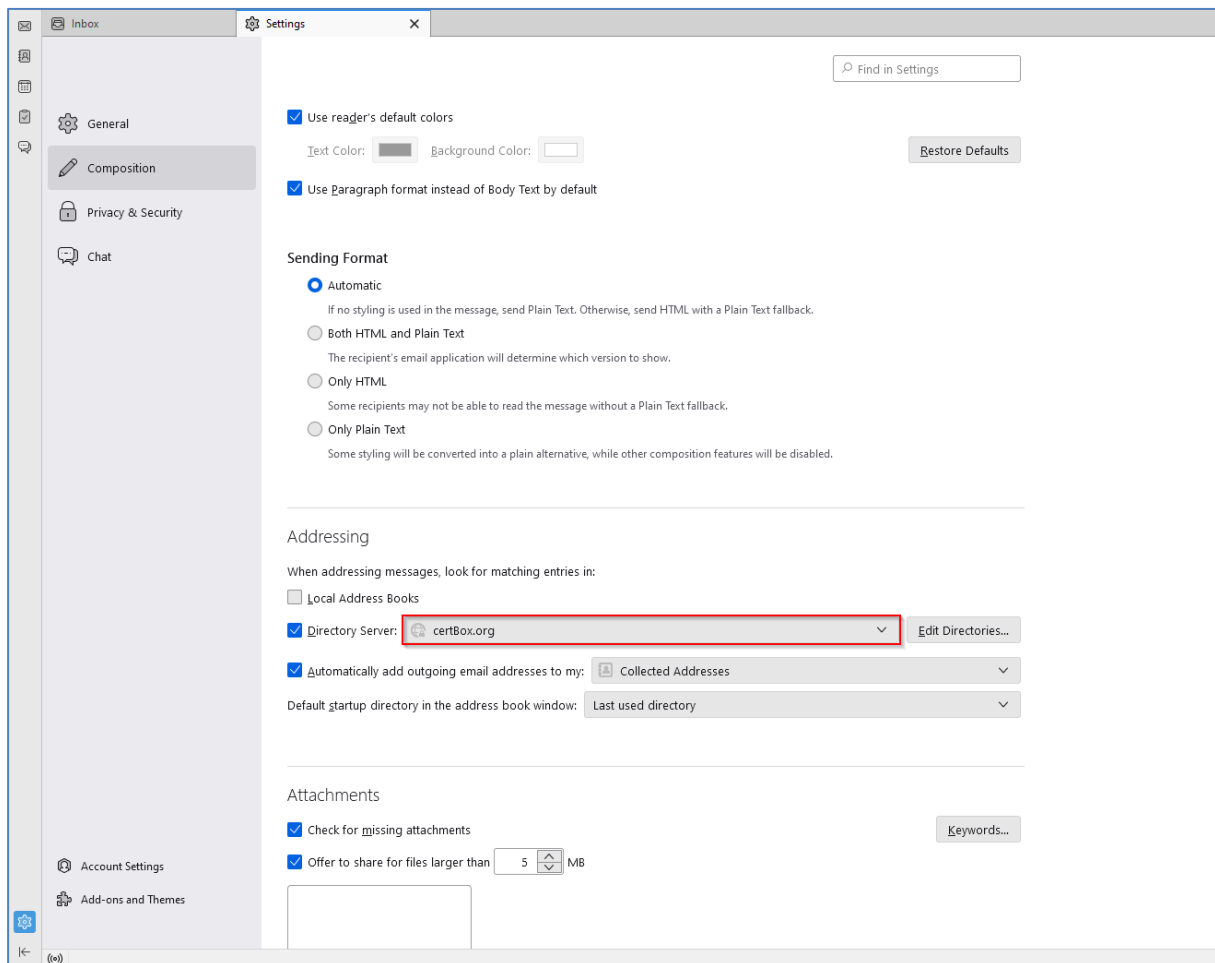 Inbox
Settings
Find in Settings
General
Composition
Privacy & Security
Chat
Use reader's default colors
Text Color: Background Color:
Restore Defaults
Use Paragraph format instead of Body Text by default
Sending Format
Automatic
If no styling is used in the message, send Plain Text. Otherwise, send HTML with a Plain Text fallback.
Both HTML and Plain Text
The recipient's email application will determine which version to show.
Only HTML
Some recipients may not be able to read the message without a Plain Text fallback.
Only Plain Text
Some styling will be converted into a plain alternative, while other composition features will be disabled.
Addressing
When addressing messages, look for matching entries in:
Local Address Books
Directory Server: certBox.org Edit Directories...
Automatically add outgoing email addresses to my: Collected Addresses
Default startup directory in the address book window: Last used directory
Attachments
Check for missing attachments Keywords...
Offer to share for files larger than 5 MB
Account Settings
Add-ons and Themes